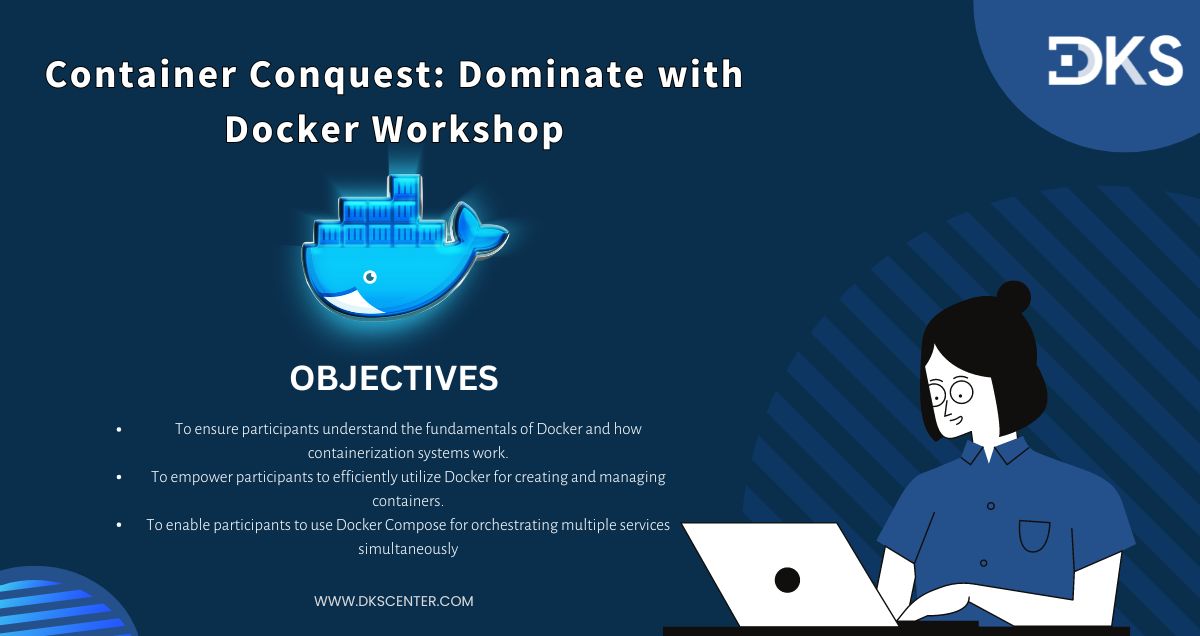 DKS
Container Conquest: Dominate with
Docker Workshop
OBJECTIVES
• To ensure participants understand the fundamentals of Docker and how
containerization systems work.
• To empower participants to efficiently utilize Docker for creating and managing
containers.
• To enable participants to use Docker Compose for orchestrating multiple services
simultaneously
WWW.DKSCENTER.COM